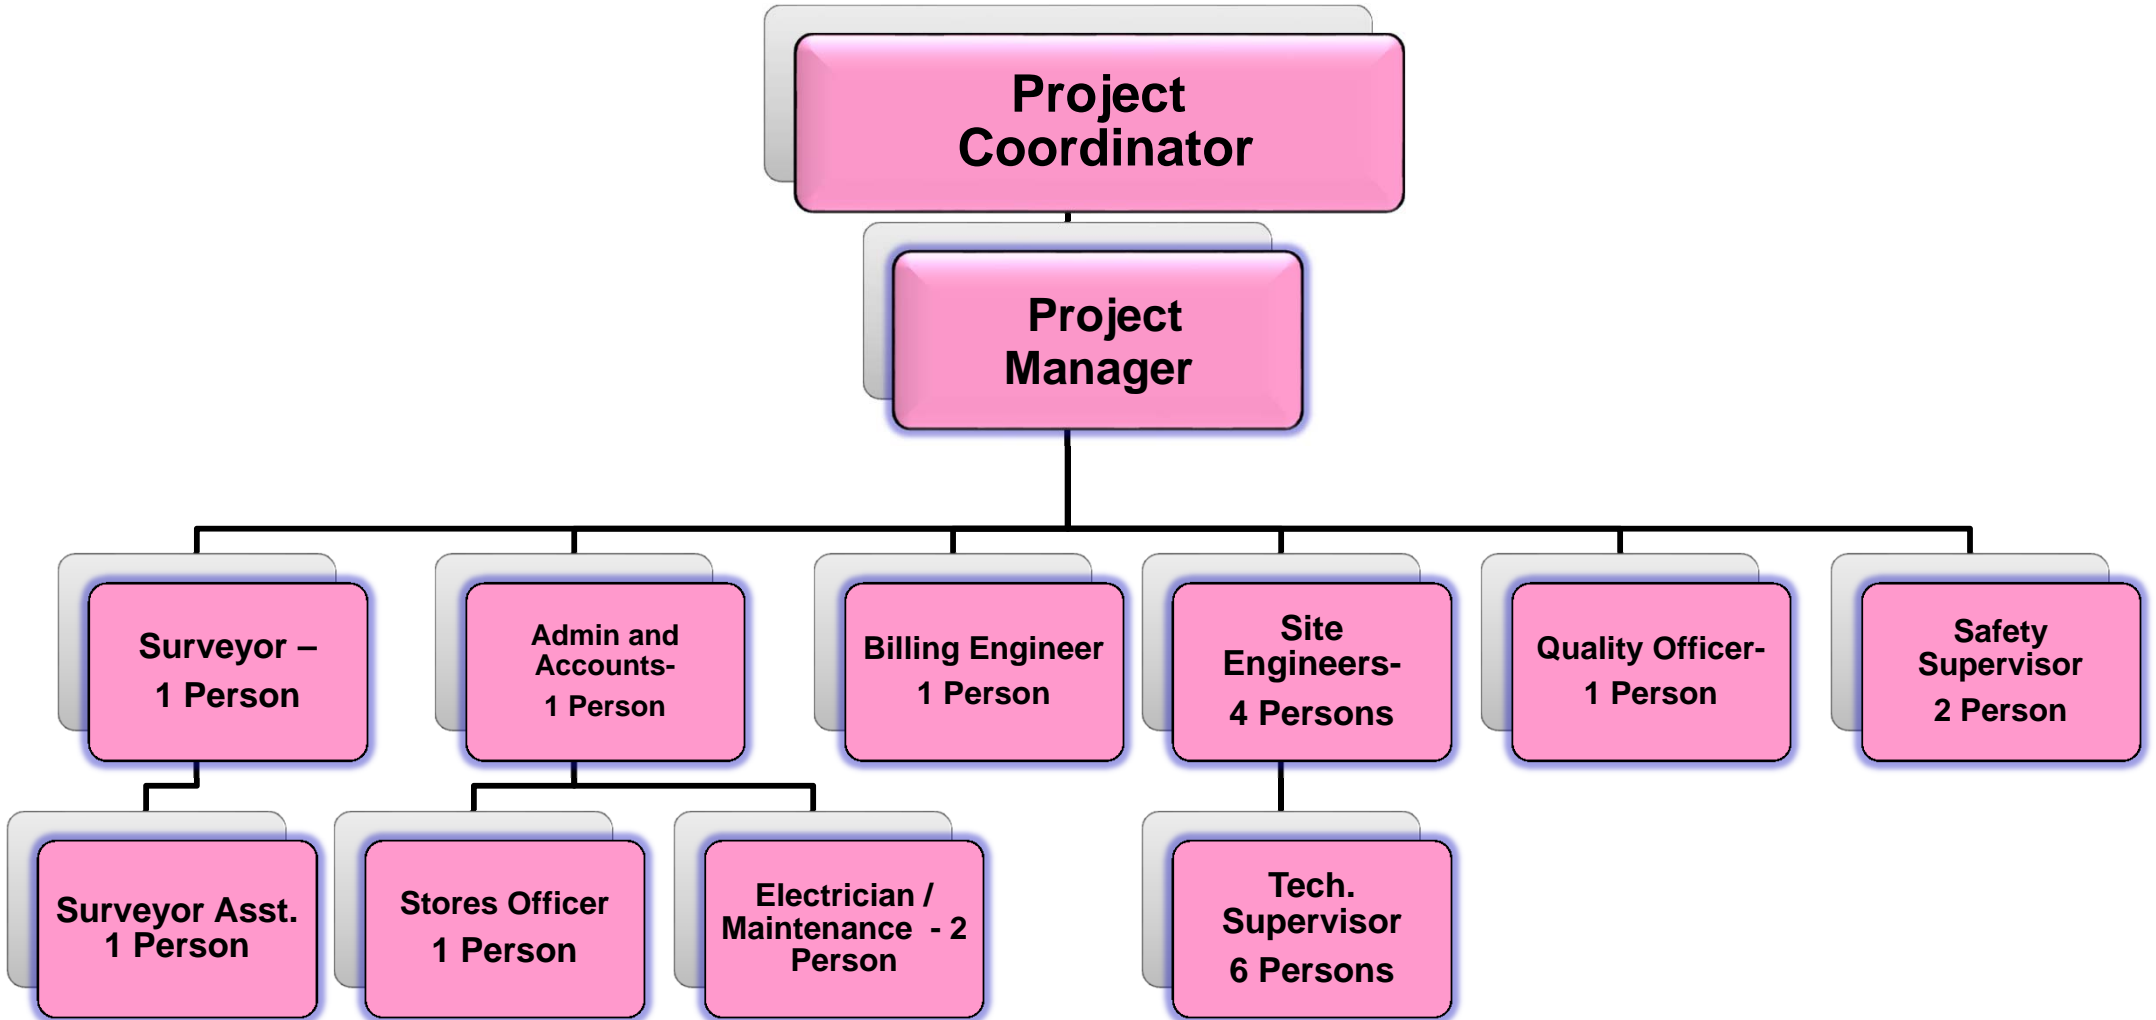 Project
Coordinator
Project
Manager
Surveyor –
1 Person
Admin and
Accounts-
1 Person
Billing Engineer
1 Person
Site
Engineers-
4 Persons
Quality Officer-
1 Person
Safety
Supervisor
2 Person
Surveyor Asst.
1 Person
Stores Officer
1 Person
Electrician /
Maintenance - 2
Person
Tech.
Supervisor
6 Persons